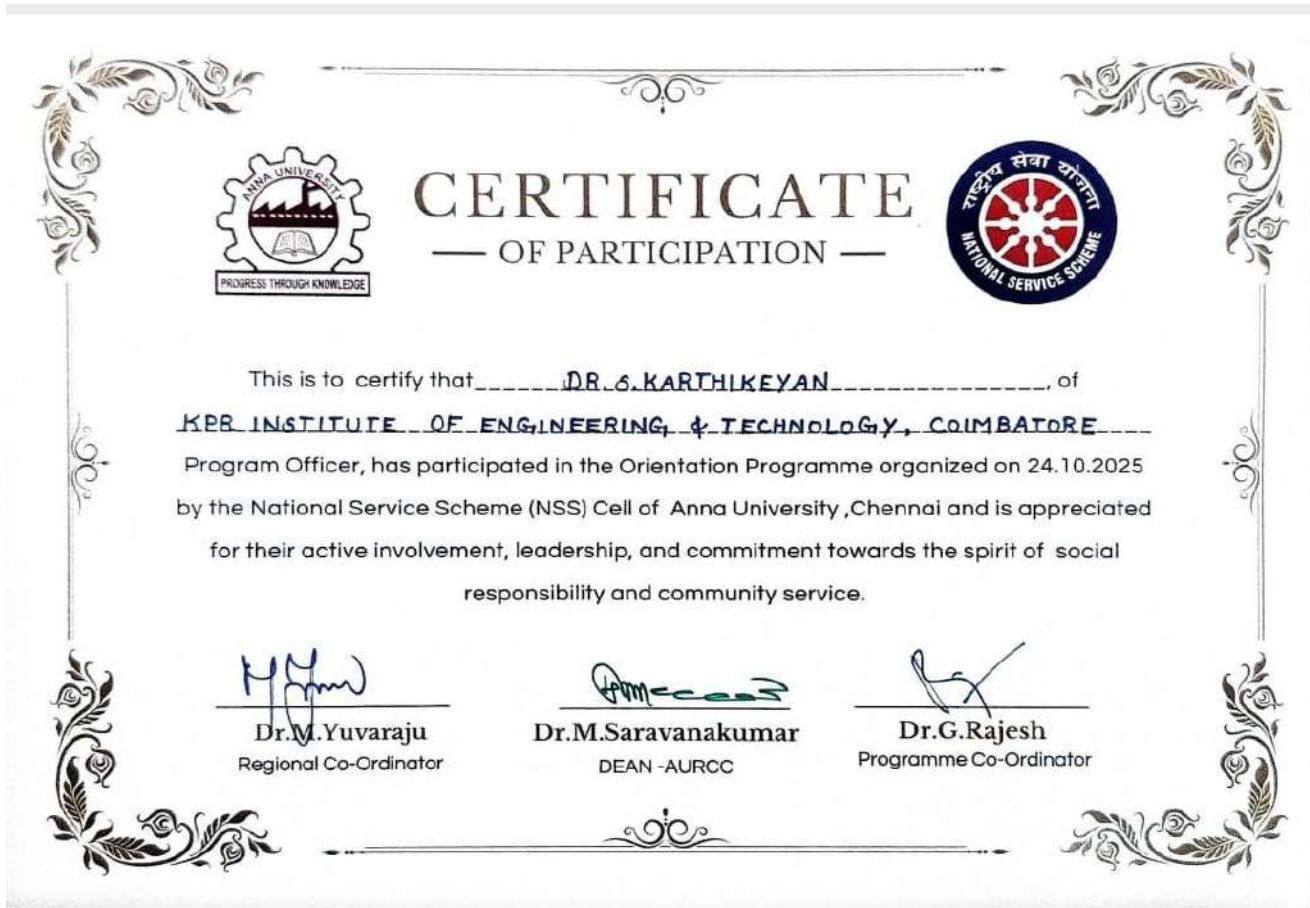 ANNA UNIVERSITY
PROGRESS THROUGH KNOWLEDGE
CERTIFICATE
OF PARTICIPATION
राष्ट्रीय सेवा योजना
NATIONAL SERVICE SCHEME
This is to certify that DR.S.KARTHIKEYAN, of
KPR INSTITUTE OF ENGINEERING & TECHNOLOGY, COIMBATORE
Program Officer, has participated in the Orientation Programme organized on 24.10.2025
by the National Service Scheme (NSS) Cell of Anna University ,Chennai and is appreciated
for their active involvement, leadership, and commitment towards the spirit of social
responsibility and community service.
Dr.M.Yuvaraju
Regional Co-Ordinator
Dr.M.Saravanakumar
DEAN -AURCC
Dr.G.Rajesh
Programme Co-Ordinator